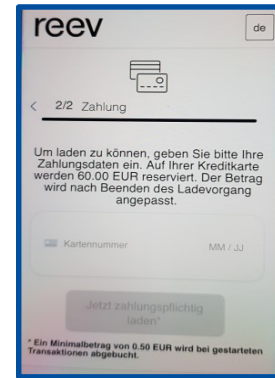 reev
de
< 2/2 Zahlung
Um laden zu können, geben Sie bitte Ihre
Zahlungsdaten ein. Auf Ihrer Kreditkarte
werden 60.00 EUR reserviert. Der Betrag
wird nach Beenden des Ladevorgang
angepasst.
Kartennummer MM / JJ
Jetzt zahlungspflichtig
laden*
* Ein Minimalbetrag von 0.50 EUR wird bei gestarteten
Transaktionen abgebucht.